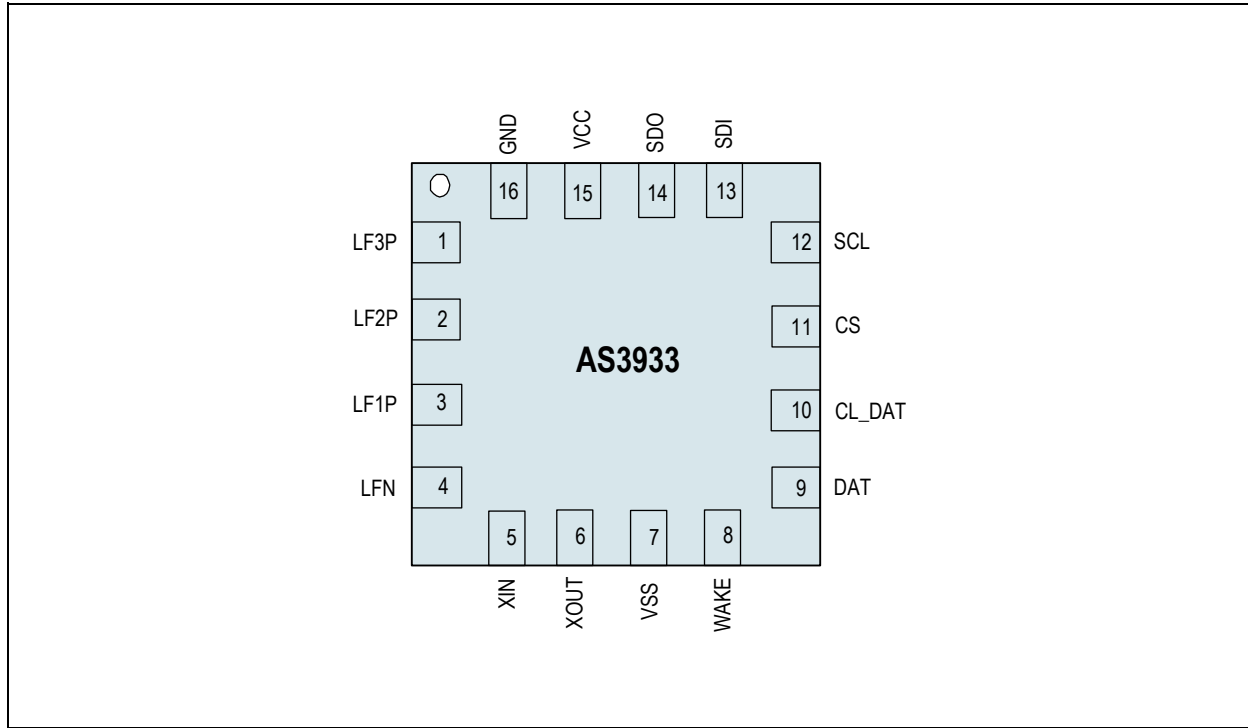 GND VCC SDO SDI
16 15 14 13
LF3P 1 12 SCL
LF2P 2 11 CS
AS3933
LF1P 3 10 CL_DAT
LFN 4 9 DAT
5 6 7 8
XIN XOUT VSS WAKE